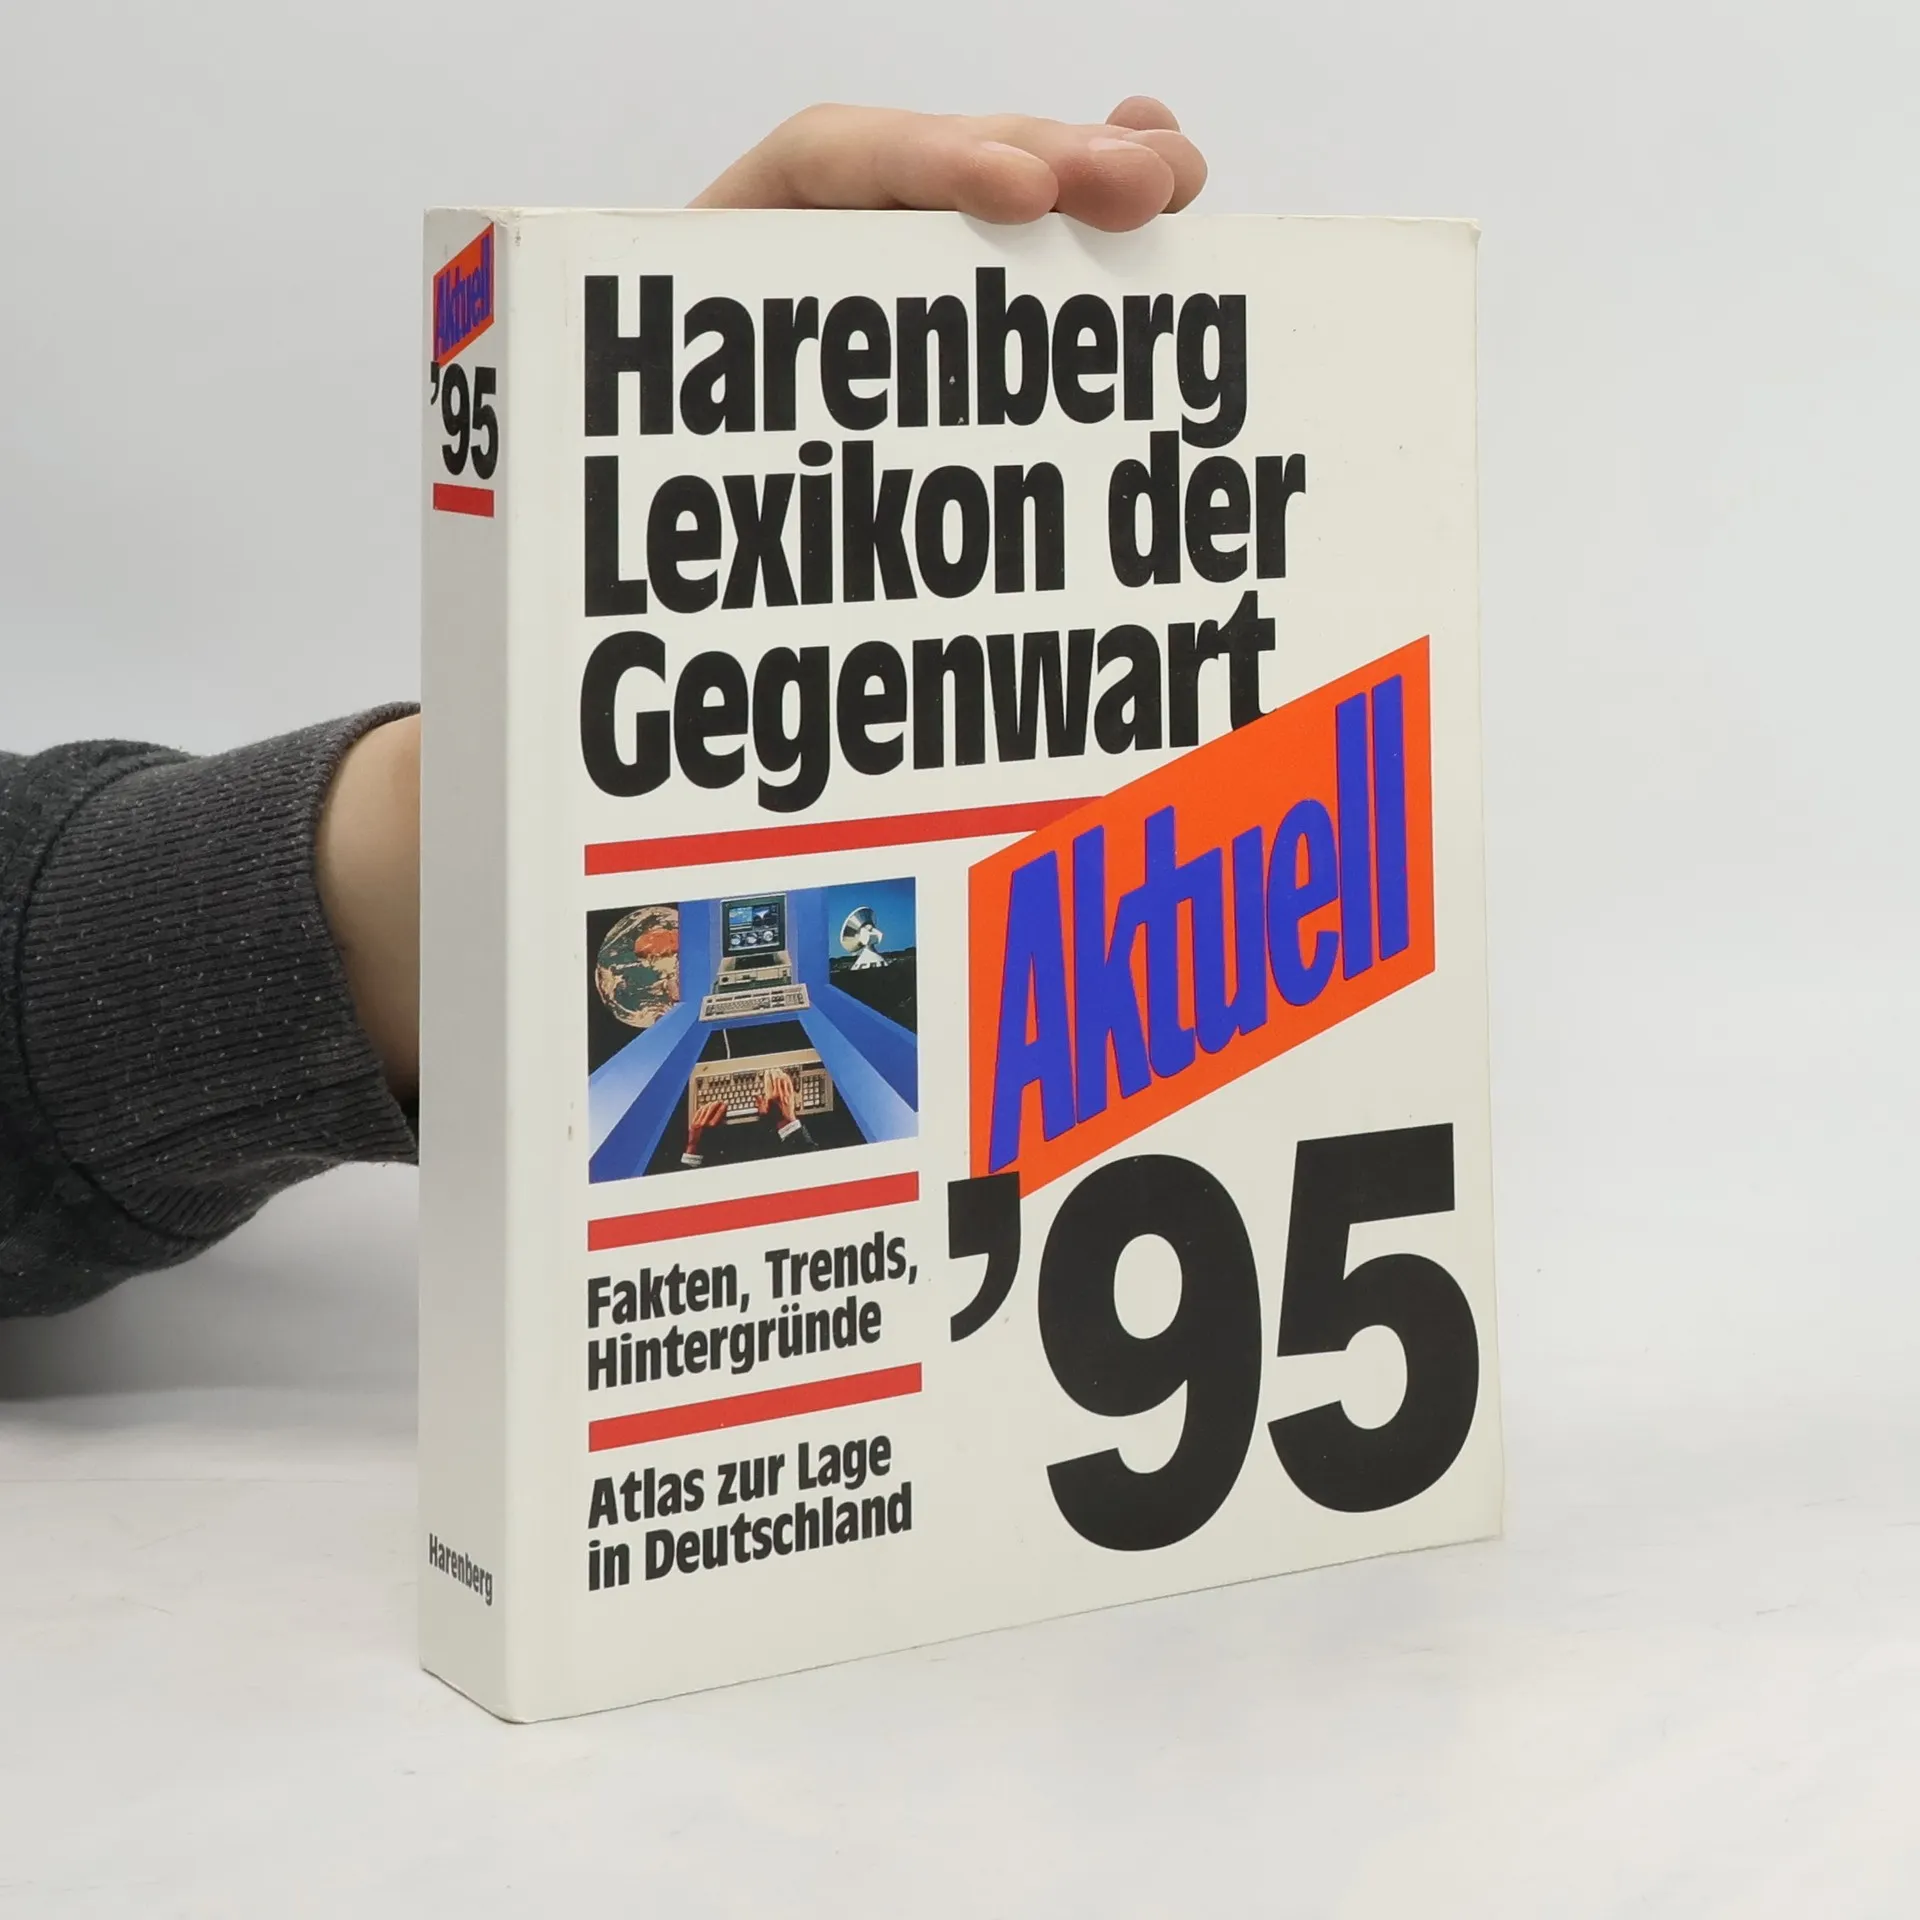 Aktuell
’95
Harenberg
Harenberg
Lexikon der
Gegenwart
Aktuell
’95
Fakten, Trends,
Hintergründe
Atlas zur Lage
in Deutschland